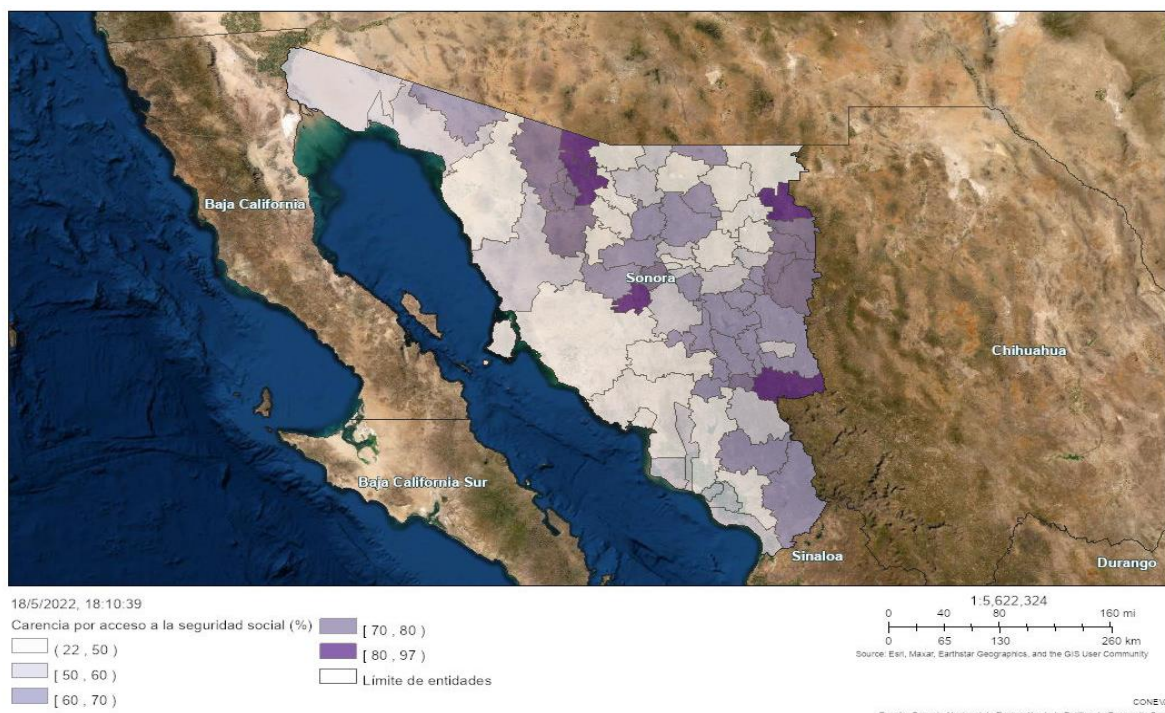 Baja California
Sonora
Chihuahua
Baja California Sur
Sinaloa
Durango
18/5/2022, 18:10:39
Carencia por acceso a la seguridad social (%)
( 22 , 50 )
[ 50 , 60 )
[ 60 , 70 )
[ 70 , 80 )
[ 80 , 97 )
Límite de entidades
1:5,622,324
0 40 80 160 mi
0 65 130 260 km
Source: Esri, Maxar, Earthstar Geographics, and the GIS User Community
CONEV